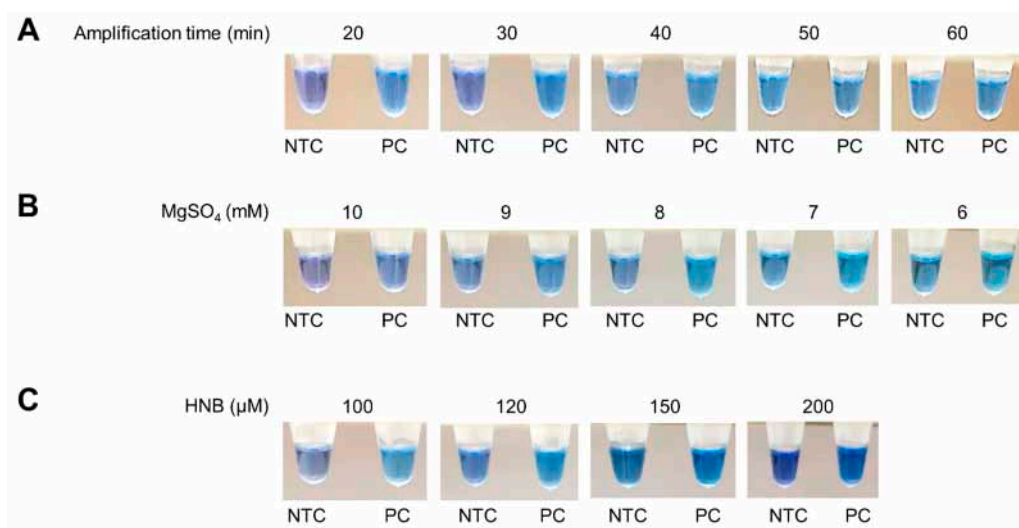 A Amplification time (min) 20 30 40 50 60
NTC PC NTC PC NTC PC NTC PC NTC PC
B MgSO₄ (mM) 10 9 8 7 6
NTC PC NTC PC NTC PC NTC PC NTC PC
C HNB (µM) 100 120 150 200
NTC PC NTC PC NTC PC NTC PC